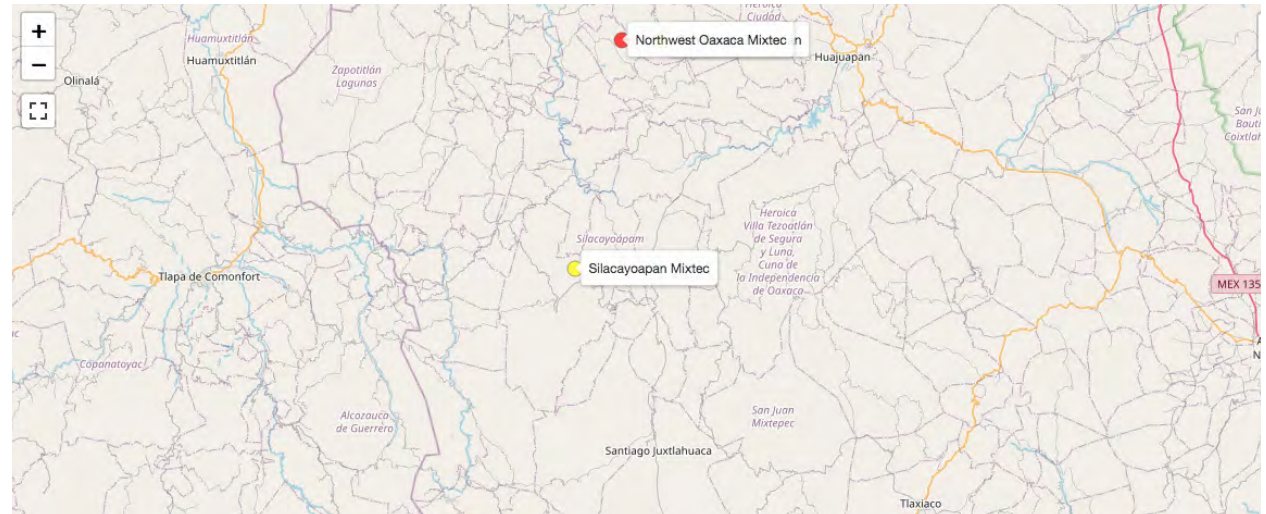 +
−
Heroica
Ciudad
Huamuxtitlán
Huamuxtitlán
Northwest Oaxaca Mixtec n
Huajuapan
Olinalá
Zapotitlán
Lagunas
San Ju
Bauti
Coixtlah
Heroica
Villa Tezoatlán
de Segura
y Luna,
Cuna de
la Independencia
de Oaxaca
Silacayoápam
Silacayoapan Mixtec
Tlapa de Comonfort
MEX 135
Copanatoyac
Alcozauca
de Guerrero
San Juan
Mixtepec
Santiago Juxtlahuaca
Tlaxiaco